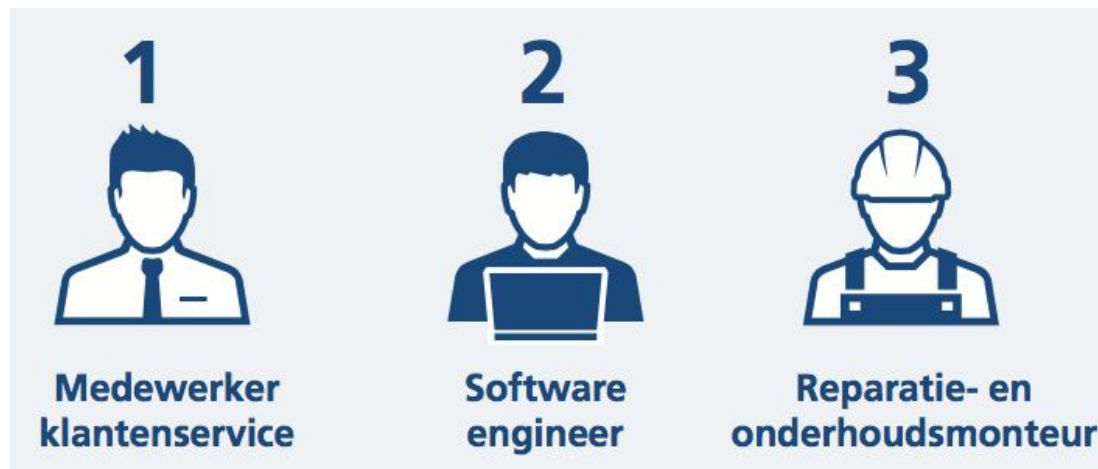 1
2
3
Medewerker
klantenservice
Software
engineer
Reparatie- en
onderhoudsmonteur